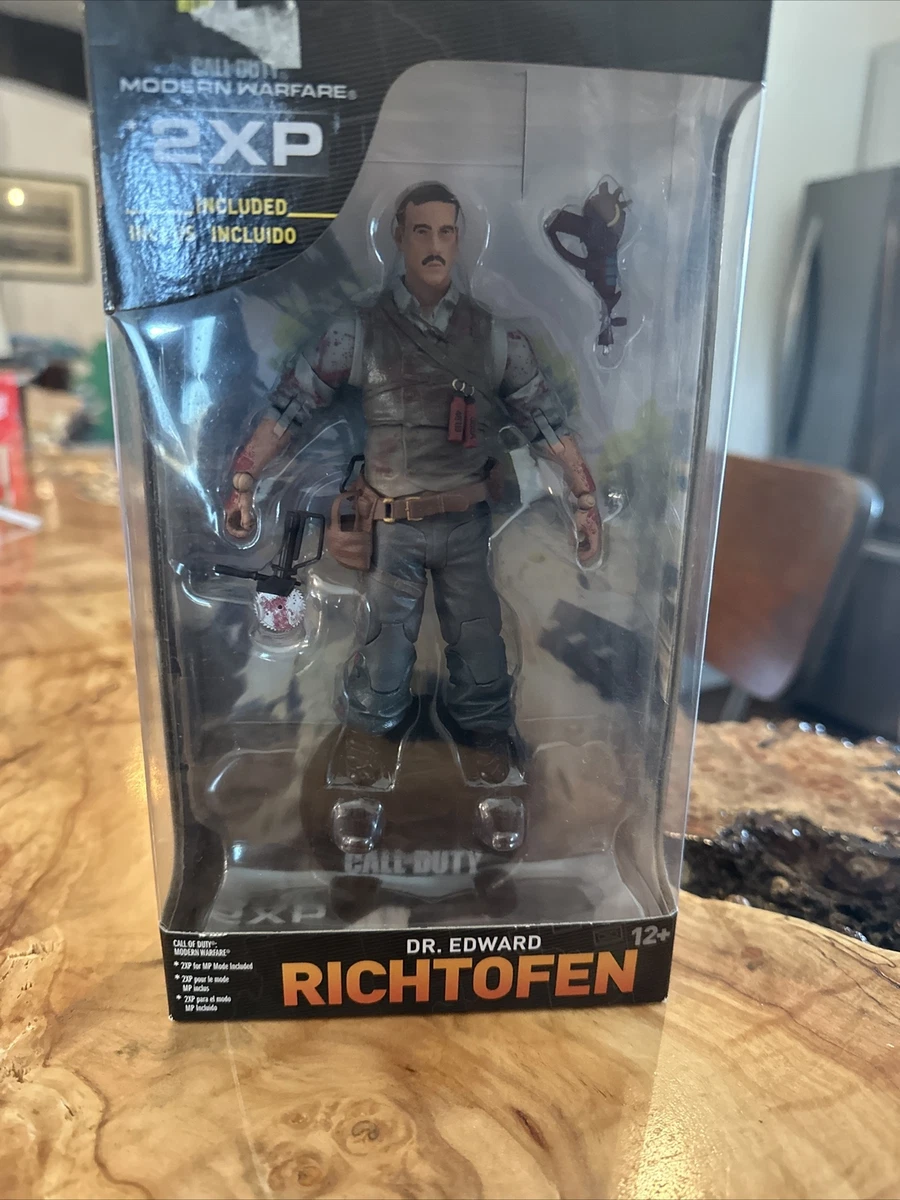 CALL OF DUTY®
MODERN WARFARE®
2XP
INCLUDED
INCLUIDO
CALL OF DUTY
2XP
CALL OF DUTY®:
MODERN WARFARE®
* 2XP for MP Mode Included
* 2XP pour le mode
MP inclus
* 2XP para el modo
MP Incluido
DR. EDWARD
RICHTOFEN
12+